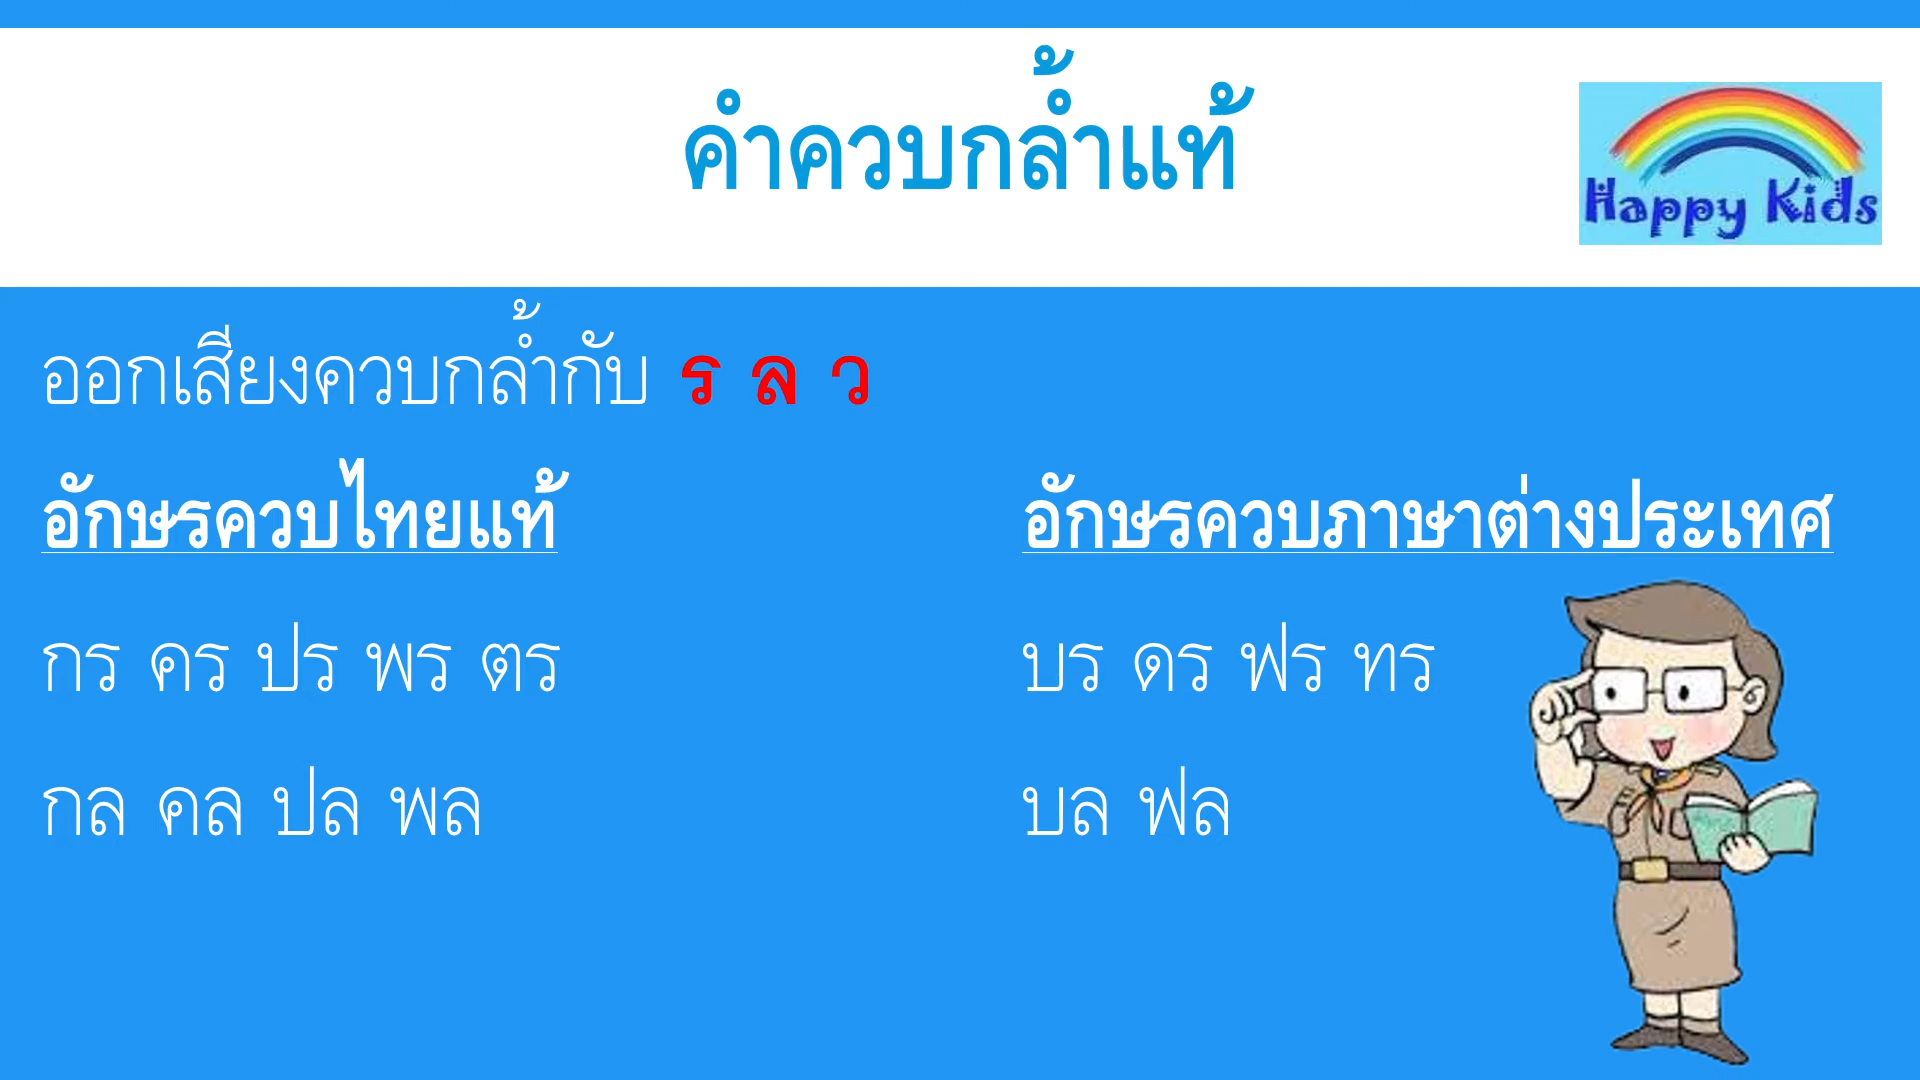 คำควบกล้ำแท้
Happy Kids
ออกเสียงควบกล้ำกับ ร ล ว
อักษรควบไทยแท้
กร คร ปร พร ตร
กล คล ปล พล
อักษรควบภาษาต่างประเทศ
บร ดร ฟร ทร
บล ฟล